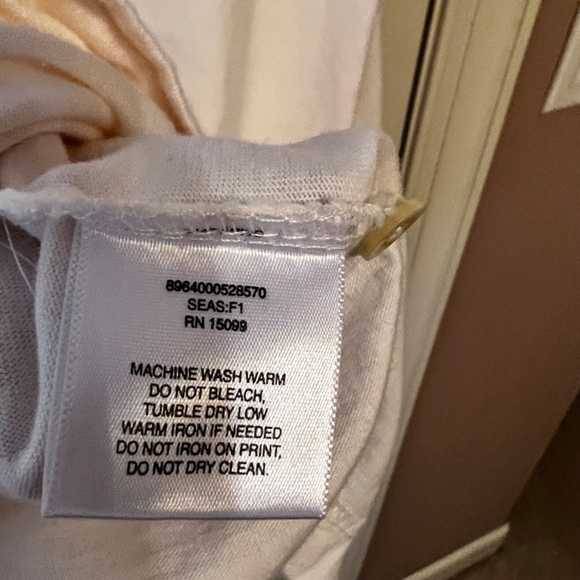 8964000528570
SEAS:F1
RN 15099
MACHINE WASH WARM
DO NOT BLEACH,
TUMBLE DRY LOW
WARM IRON IF NEEDED
DO NOT IRON ON PRINT,
DO NOT DRY CLEAN.